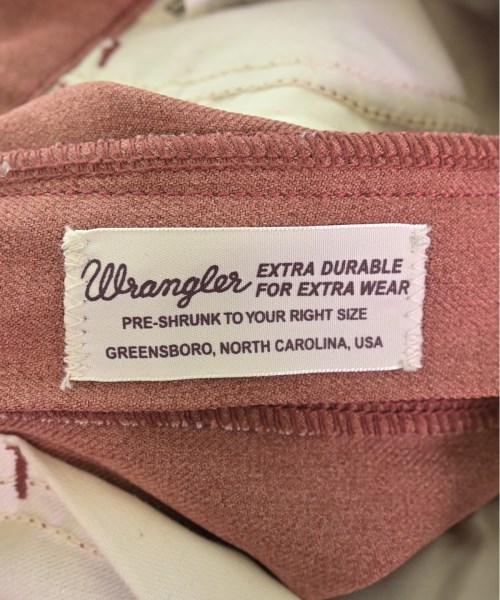 Wrangler EXTRA DURABLE
FOR EXTRA WEAR
PRE-SHRUNK TO YOUR RIGHT SIZE
GREENSBORO, NORTH CAROLINA, USA